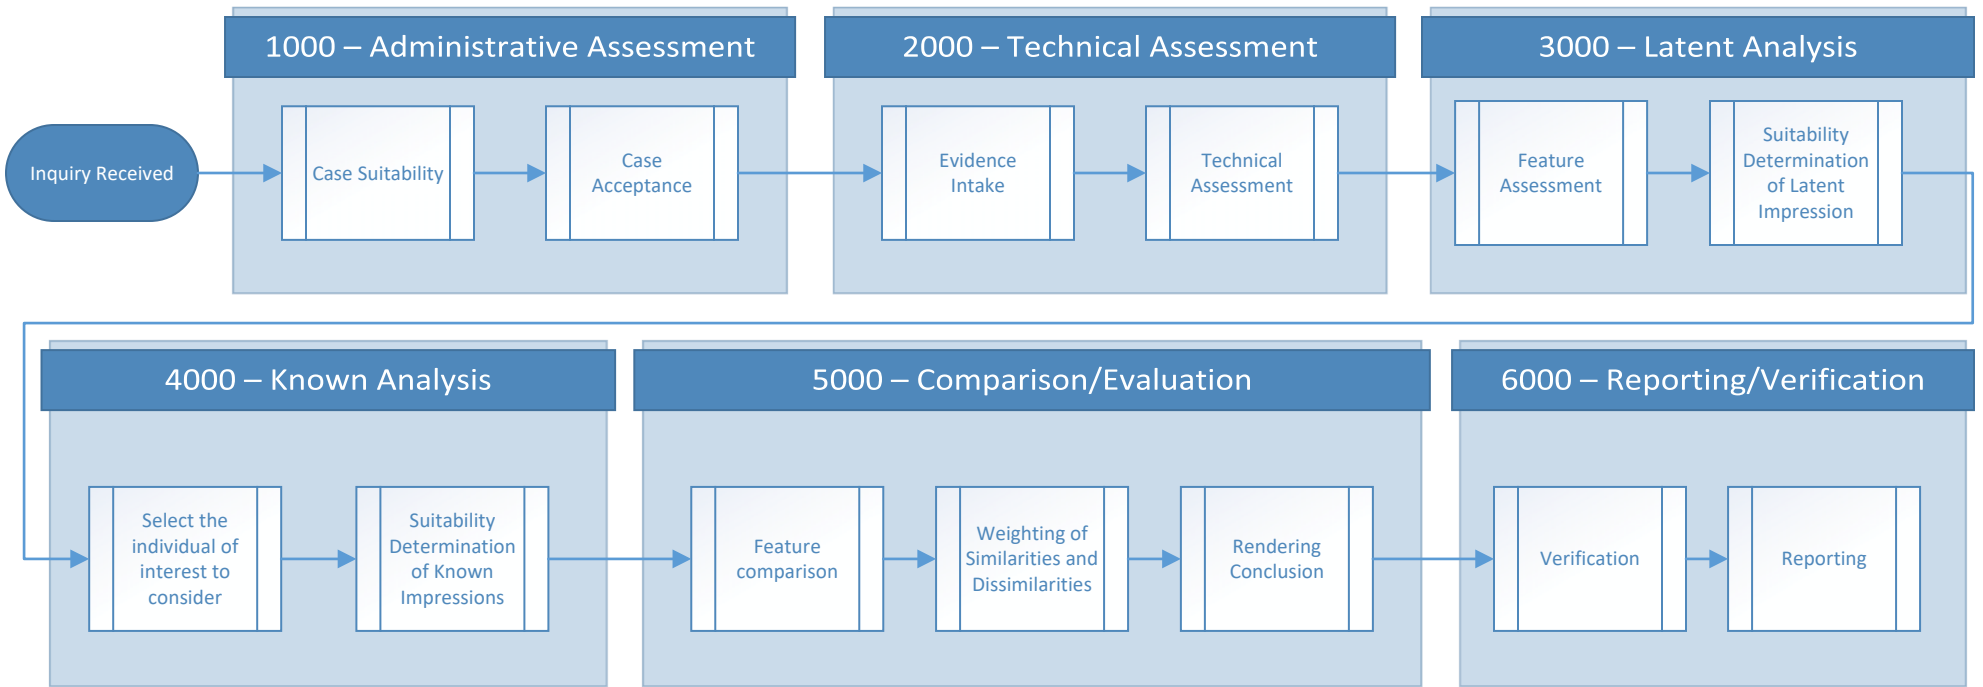 1000 – Administrative Assessment
2000 – Technical Assessment
3000 – Latent Analysis
Inquiry Received
Case Suitability
Case
Acceptance
Evidence
Intake
Technical
Assessment
Feature
Assessment
Suitability
Determination
of Latent
Impression
4000 – Known Analysis
5000 – Comparison/Evaluation
6000 – Reporting/Verification
Select the
individual of
interest to
consider
Suitability
Determination
of Known
Impressions
Feature
comparison
Weighting of
Similarities and
Dissimilarities
Rendering
Conclusion
Verification
Reporting